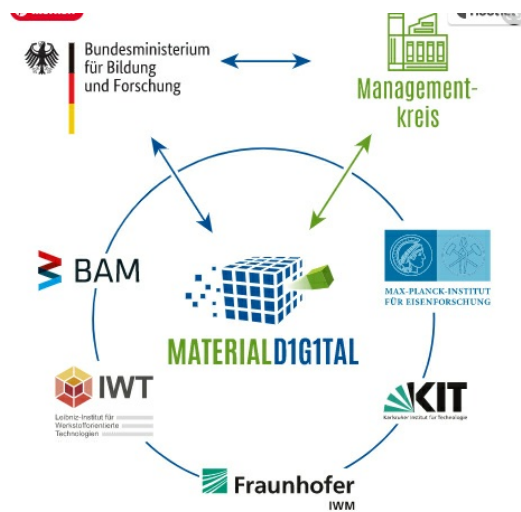 Bundesministerium
für Bildung
und Forschung
Management-
kreis
BAM
MAX-PLANCK-INSTITUT
FÜR EISENFORSCHUNG
MATERIALD1G1TAL
IWT
Leibniz-Institut für
Werkstofforientierte
Technologien
KIT
Karlsruher Institut für Technologie
Fraunhofer
IWM